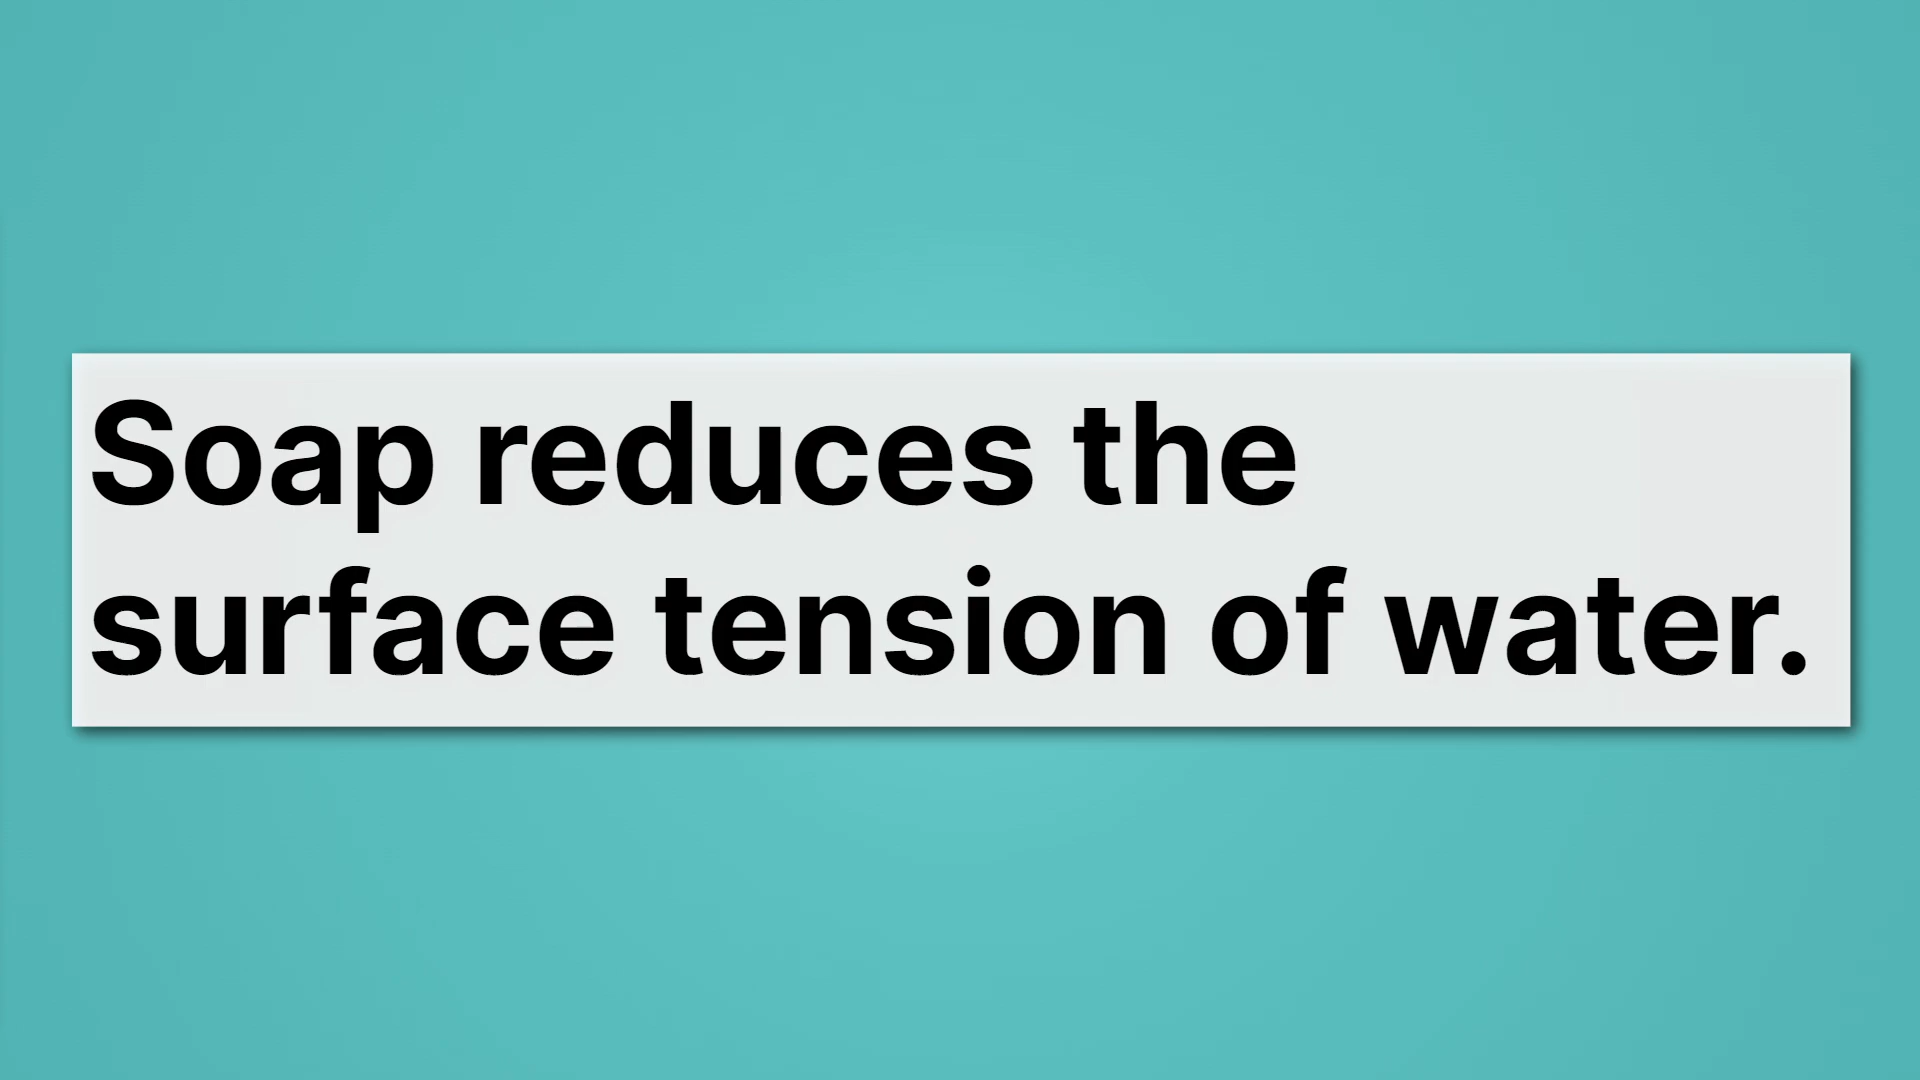 Soap reduces the
surface tension of water.